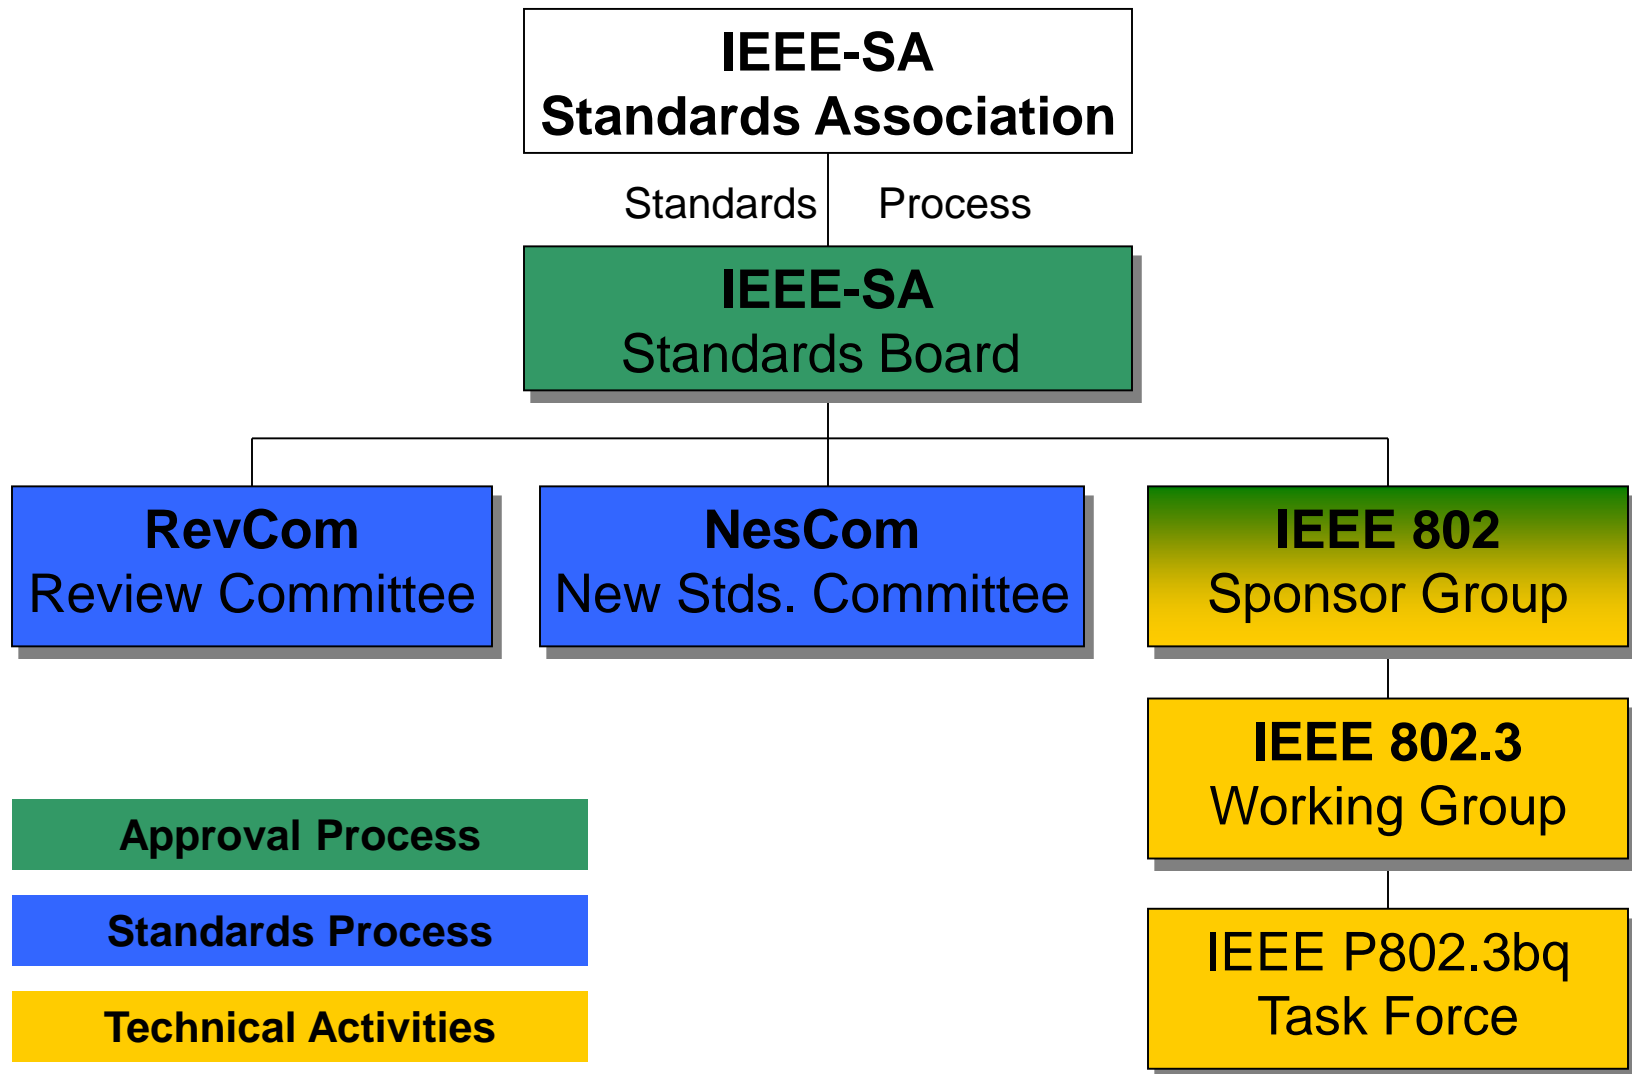 IEEE-SA
Standards Association
Standards Process
IEEE-SA
Standards Board
RevCom
Review Committee
NesCom
New Stds. Committee
IEEE 802
Sponsor Group
IEEE 802.3
Working Group
IEEE P802.3bq
Task Force
Approval Process
Standards Process
Technical Activities